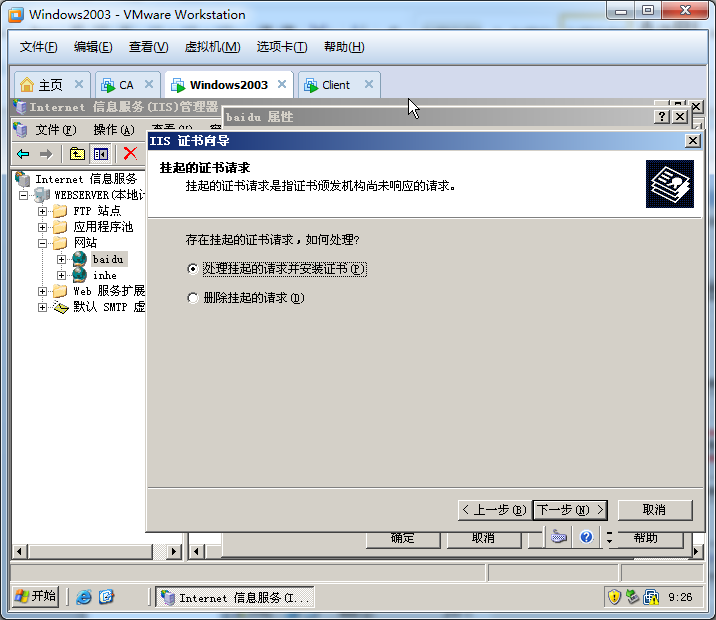 Windows2003 - VMware Workstation
文件(F) 编辑(E) 查看(V) 虚拟机(M) 选项卡(T) 帮助(H)
主页 CA Windows2003 Client
Internet 信息服务(IIS)管理器
baidu 属性
文件(F) 操作(A)
IIS 证书向导
挂起的证书请求
挂起的证书请求是指证书颁发机构尚未响应的请求。
Internet 信息服务
WEBSERVER(本地计
FTP 站点
应用程序池
网站
baidu
inhe
Web 服务扩展
默认 SMTP 虚
存在挂起的证书请求，如何处理?
处理挂起的请求并安装证书(P)
删除挂起的请求(D)
< 上一步(B) 下一步(N) > 取消
确定 取消 帮助
开始 Internet 信息服务(I... 9:26